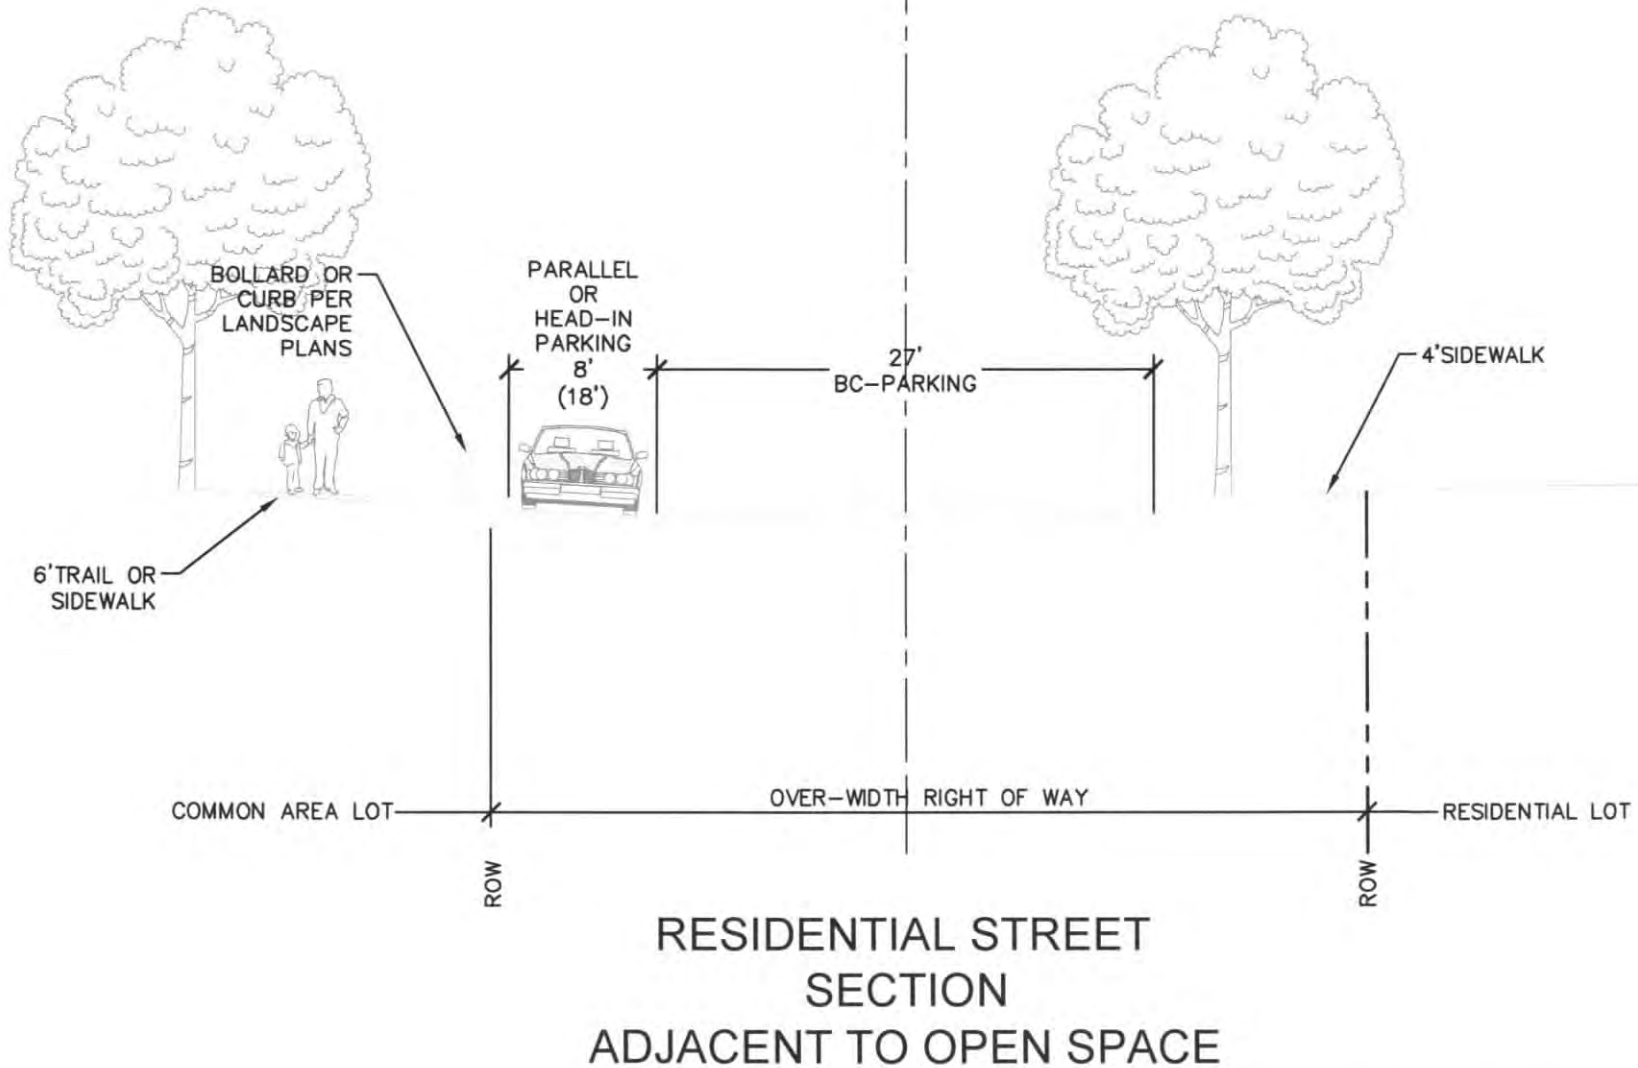 BOLLARD OR
CURB PER
LANDSCAPE
PLANS
PARALLEL
OR
HEAD-IN
PARKING
8'
(18')
27'
BC-PARKING
4'SIDEWALK
6'TRAIL OR
SIDEWALK
COMMON AREA LOT
OVER-WIDTH RIGHT OF WAY
RESIDENTIAL LOT
ROW
ROW
RESIDENTIAL STREET
SECTION
ADJACENT TO OPEN SPACE